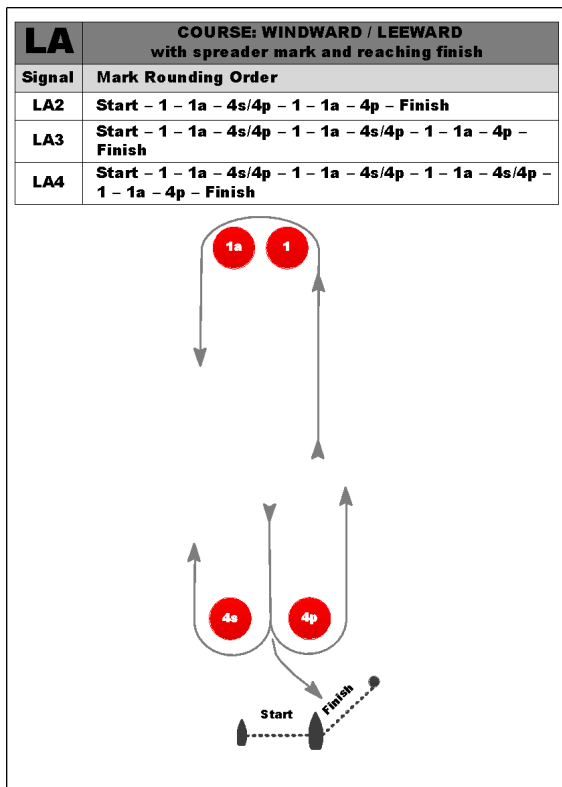 LA
COURSE: WINDWARD / LEEWARD
with spreader mark and reaching finish
Signal Mark Rounding Order
LA2 Start – 1 – 1a – 4s/4p – 1 – 1a – 4p – Finish
LA3 Start – 1 – 1a – 4s/4p – 1 – 1a – 4s/4p – 1 – 1a – 4p –
Finish
LA4 Start – 1 – 1a – 4s/4p – 1 – 1a – 4s/4p – 1 – 1a – 4s/4p –
1 – 1a – 4p – Finish
1a 1
4s 4p
Start Finish